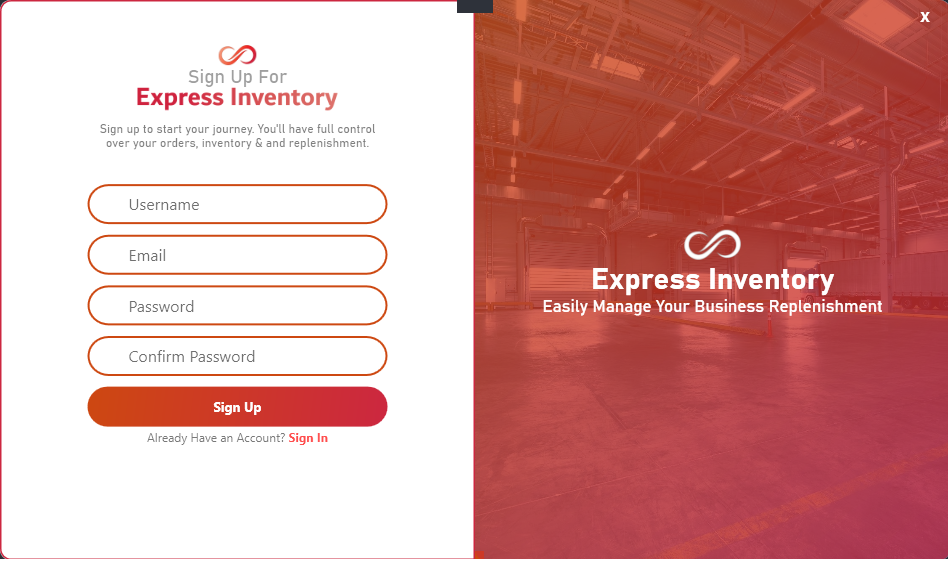 Sign Up For
Express Inventory
Sign up to start your journey. You'll have full control
over your orders, inventory & and replenishment.
Username
Email
Password
Confirm Password
Sign Up
Already Have an Account? Sign In
X
Express Inventory
Easily Manage Your Business Replenishment